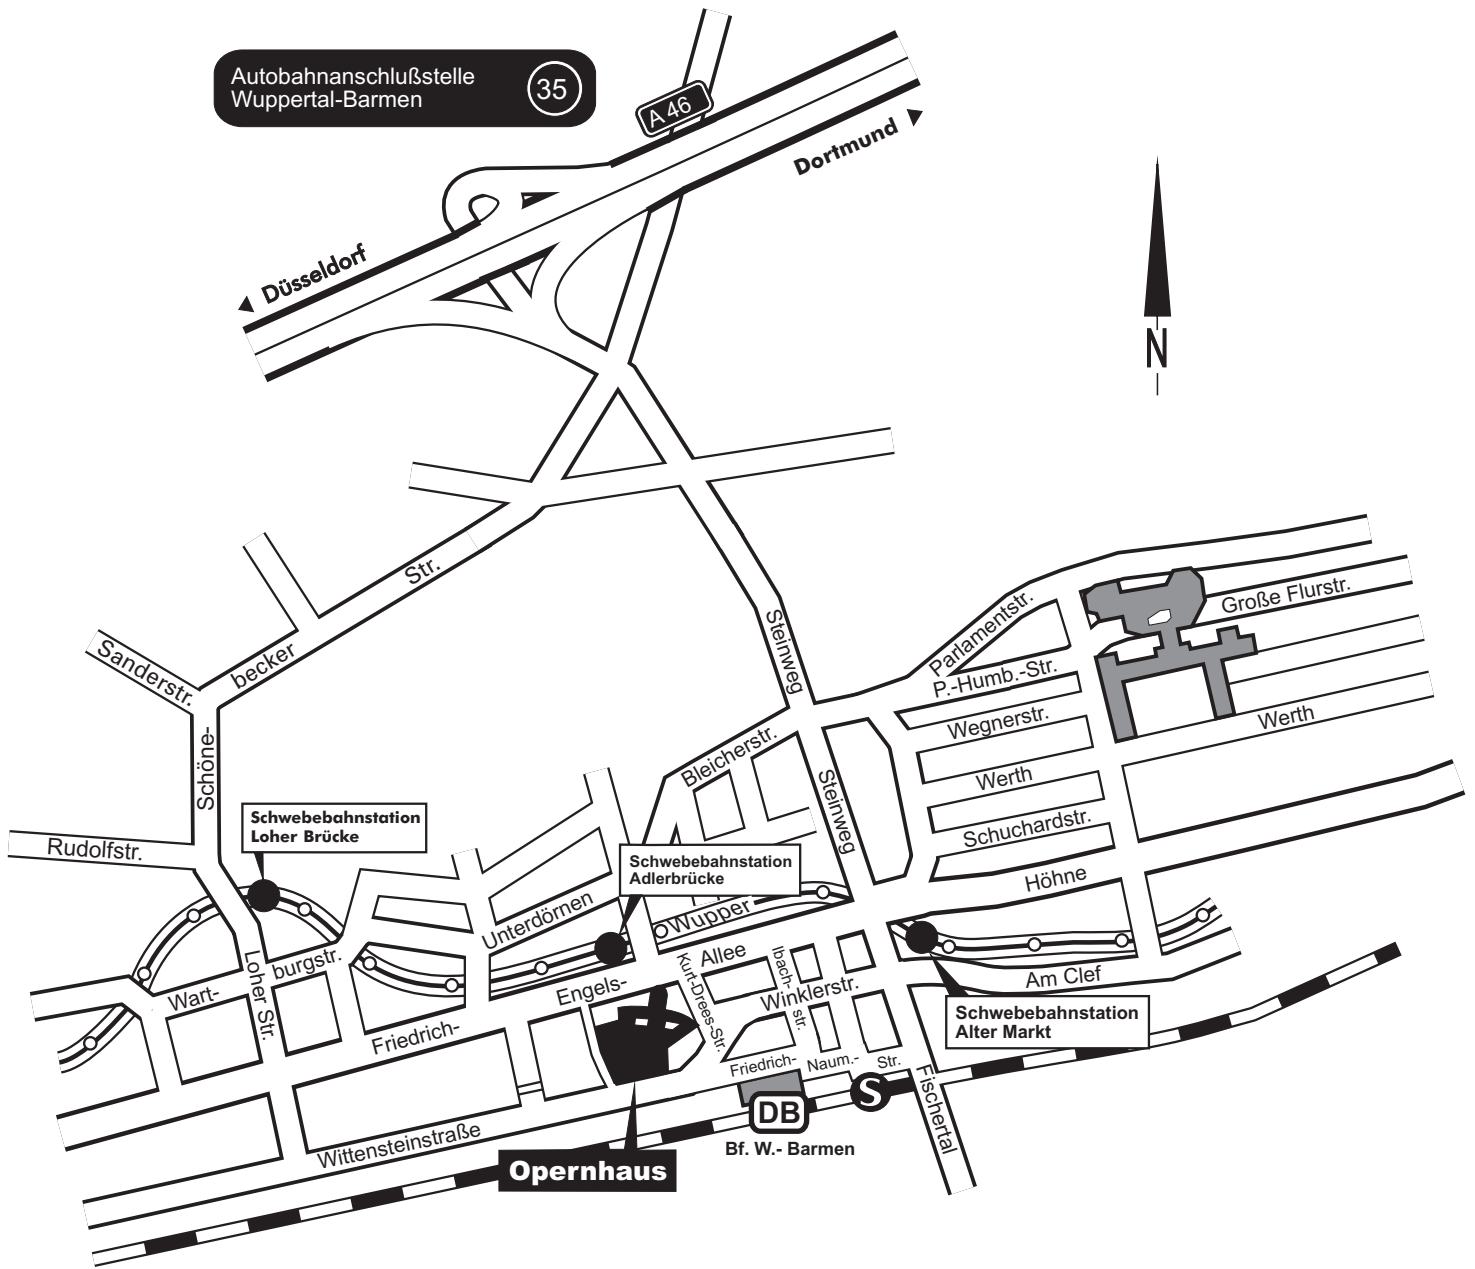 Autobahnanschlußstelle
Wuppertal-Barmen
35
A 46
Dortmund
Düsseldorf
N
Str.
becker
Sanderstr.
Schöne-
Steinweg
Parlamentstr.
Große Flurstr.
P.-Humb.-Str.
Wegnerstr.
Werth
Werth
Schuchardstr.
Höhne
Bleicherstr.
Steinweg
Schwebebahnstation
Loher Brücke
Rudolfstr.
Schwebebahnstation
Adlerbrücke
Unterdörnen
Wupper
Allee
Engels-
Friedrich-
Wart-
burgstr.
Loher Str.
Kurt-Drees-Str.
Ibach-
str.
Winklerstr.
Am Clef
Schwebebahnstation
Alter Markt
Friedrich-
Naum.-
Str.
S
Fischertal
DB
Bf. W.- Barmen
Wittensteinstraße
Opernhaus